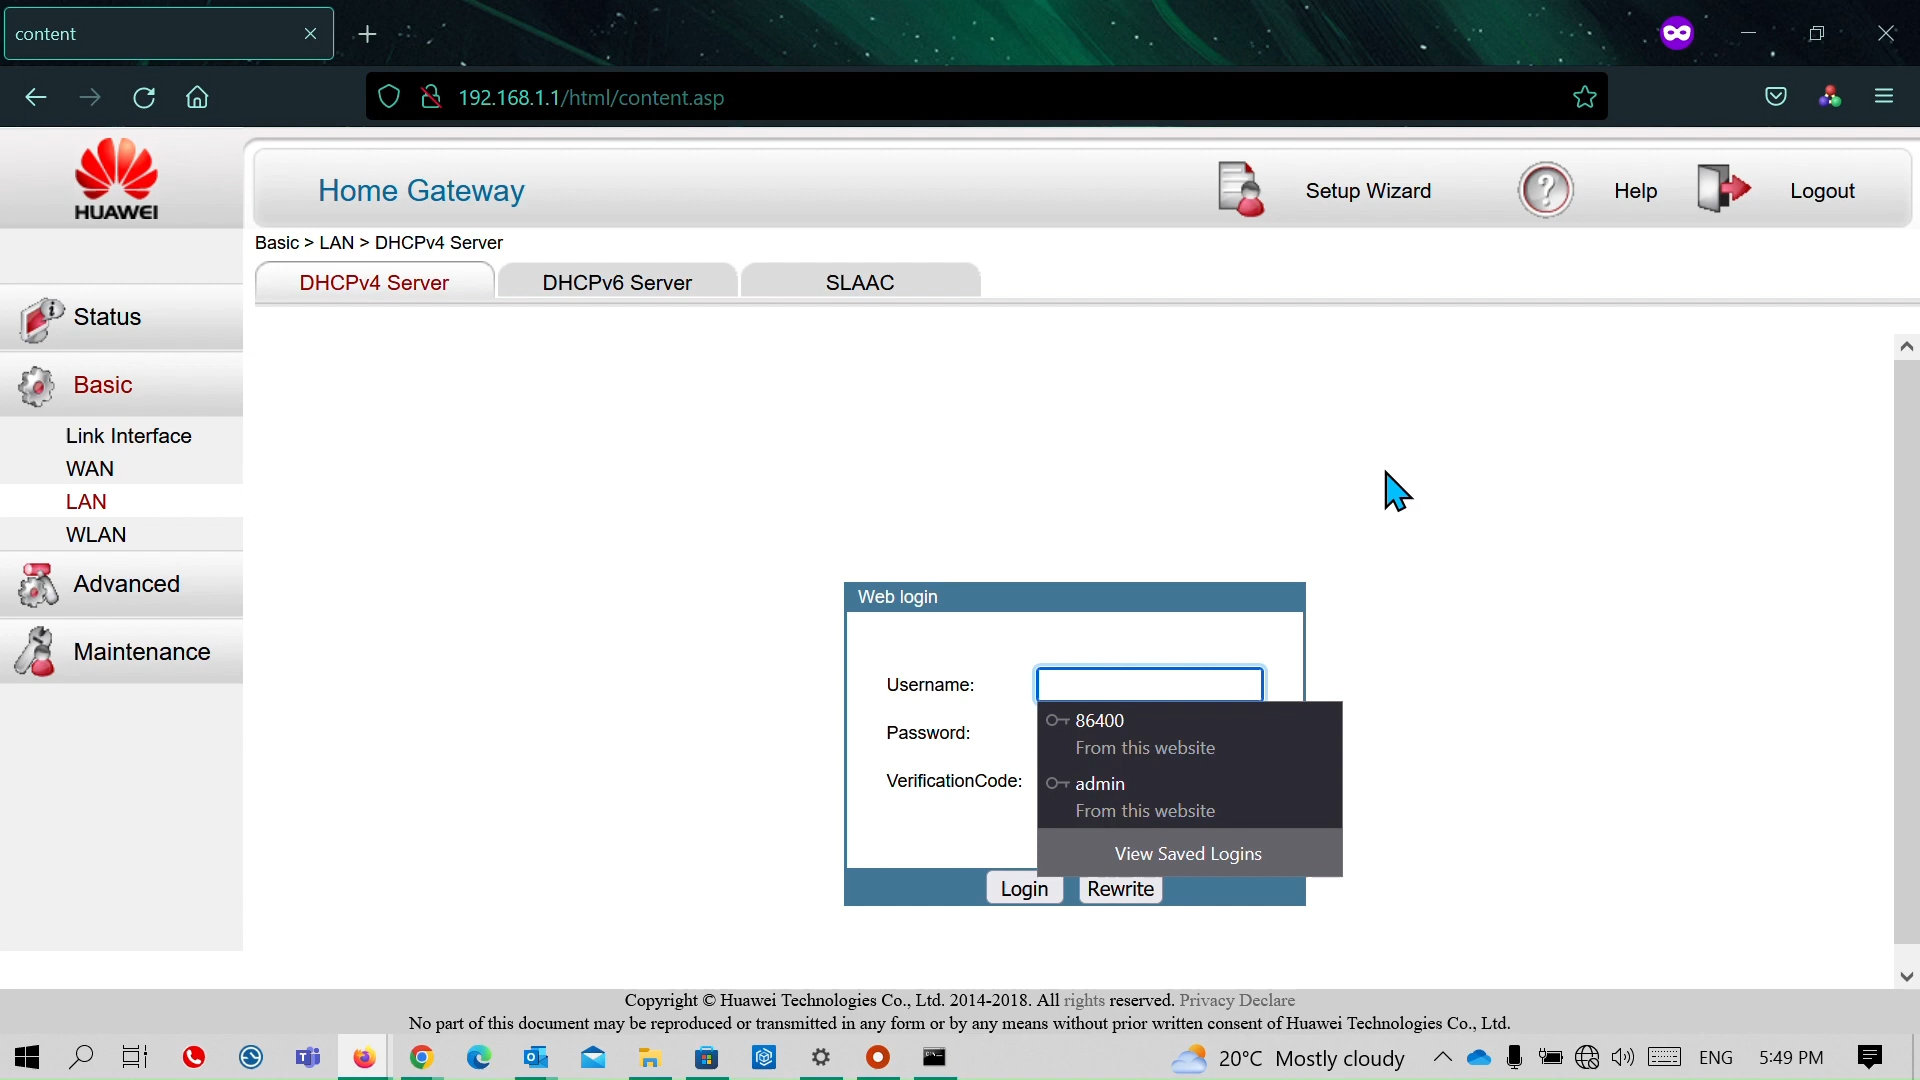 content
192.168.1.1/html/content.asp
HUAWEI
Home Gateway
Setup Wizard
Help
Logout
Basic > LAN > DHCPv4 Server
DHCPv4 Server
DHCPv6 Server
SLAAC
Status
Basic
Link Interface
WAN
LAN
WLAN
Advanced
Maintenance
Web login
Username:
Password:
VerificationCode:
86400
From this website
admin
From this website
View Saved Logins
Login
Rewrite
Copyright © Huawei Technologies Co., Ltd. 2014-2018. All rights reserved. Privacy Declare
No part of this document may be reproduced or transmitted in any form or by any means without prior written consent of Huawei Technologies Co., Ltd.
20°C Mostly cloudy
ENG
5:49 PM